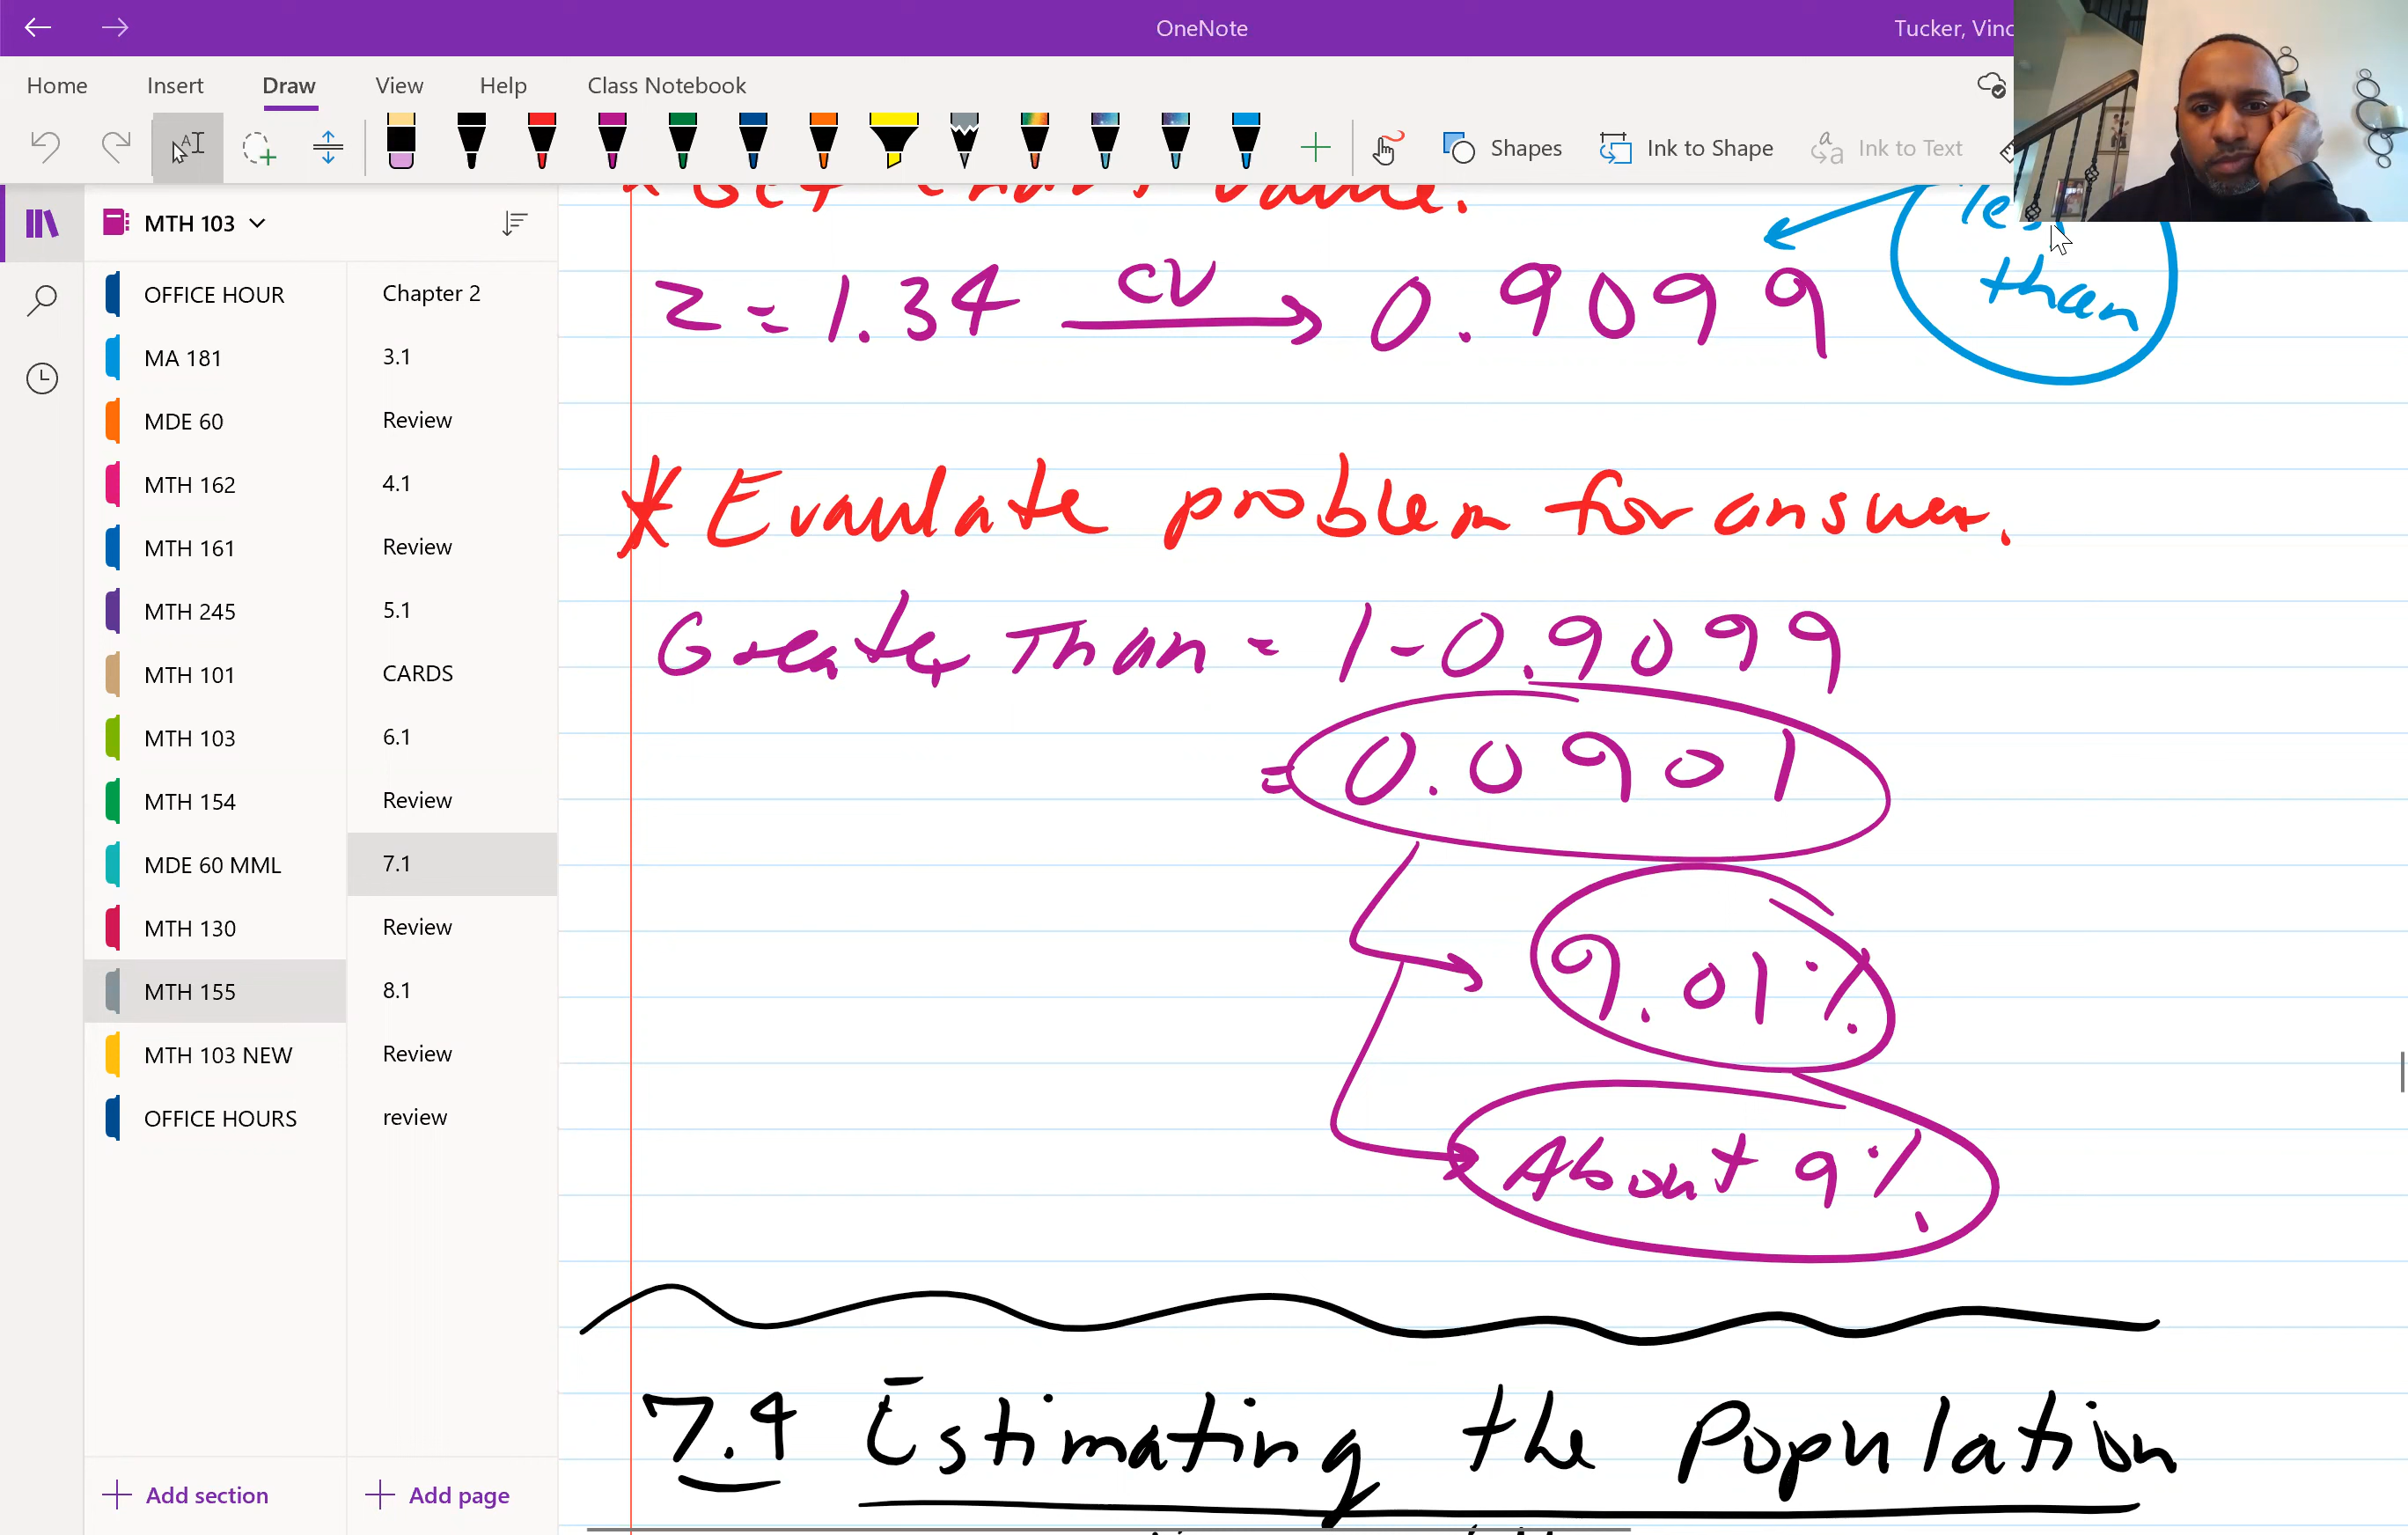 OneNote
Tucker, Vinc
Home Insert Draw View Help Class Notebook
Shapes Ink to Shape Ink to Text
MTH 103
OFFICE HOUR
MA 181
MDE 60
MTH 162
MTH 161
MTH 245
MTH 101
MTH 103
MTH 154
MDE 60 MML
MTH 130
MTH 155
MTH 103 NEW
OFFICE HOURS
Add section
Chapter 2
3.1
Review
4.1
Review
5.1
CARDS
6.1
Review
7.1
Review
8.1
Review
review
Add page
value.
than
z = 1.34 CV → 0.9099
* Evaulate problem for answer.
Greater Than = 1 - 0.9099
= 0.0901
9.01%
About 9%
7.4 Estimating the Population